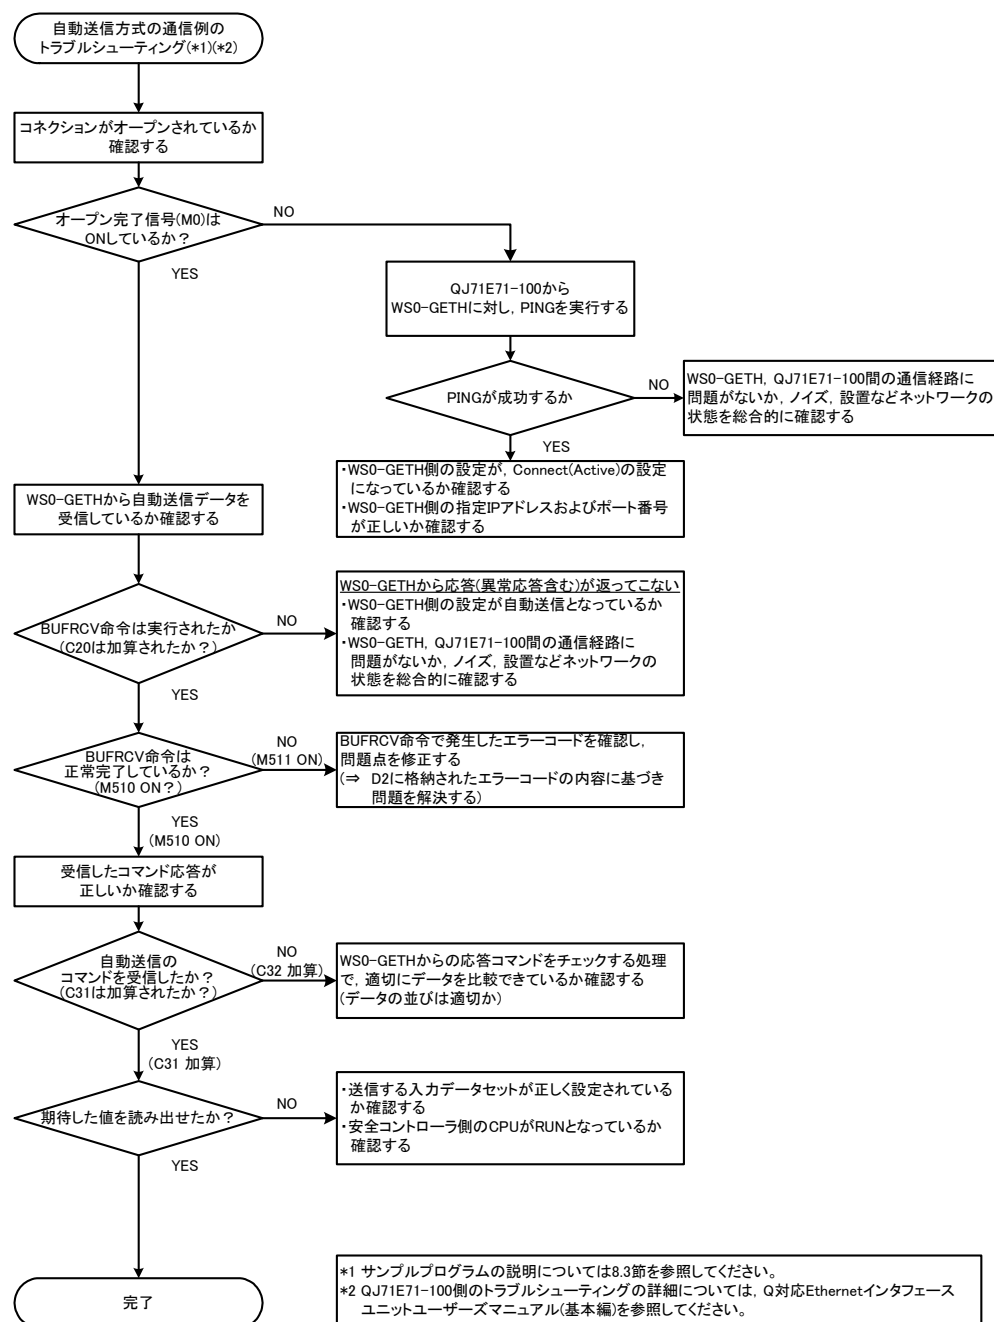 自動送信方式の通信例の
トラブルシューティング(*1)(*2)
コネクションがオープンされているか
確認する
オープン完了信号(M0)は
ONしているか？
NO
YES
QJ71E71-100から
WS0-GETHに対し, PINGを実行する
PINGが成功するか
NO
WS0-GETH, QJ71E71-100間の通信経路に
問題がないか, ノイズ, 設置などネットワークの
状態を総合的に確認する
YES
・WS0-GETH側の設定が, Connect(Active)の設定
になっているか確認する
・WS0-GETH側の指定IPアドレスおよびポート番号
が正しいか確認する
WS0-GETHから自動送信データを
受信しているか確認する
BUFRCV命令は実行されたか
(C20は加算されたか？)
NO
WS0-GETHから応答(異常応答含む)が返ってこない
・WS0-GETH側の設定が自動送信となっているか
確認する
・WS0-GETH, QJ71E71-100間の通信経路に
問題がないか, ノイズ, 設置などネットワークの
状態を総合的に確認する
YES
BUFRCV命令は
正常完了しているか？
(M510 ON？)
NO
(M511 ON)
BUFRCV命令で発生したエラーコードを確認し,
問題点を修正する
(⇒ D2に格納されたエラーコードの内容に基づき
問題を解決する)
YES
(M510 ON)
受信したコマンド応答が
正しいか確認する
自動送信の
コマンドを受信したか？
(C31は加算されたか？)
NO
(C32 加算)
WS0-GETHからの応答コマンドをチェックする処理
で, 適切にデータを比較できているか確認する
(データの並びは適切か)
YES
(C31 加算)
期待した値を読み出せたか？
NO
・送信する入力データセットが正しく設定されている
か確認する
・安全コントローラ側のCPUがRUNとなっているか
確認する
YES
完了
*1 サンプルプログラムの説明については8.3節を参照してください。
*2 QJ71E71-100側のトラブルシューティングの詳細については, Q対応Ethernetインタフェース
ユニットユーザーズマニュアル(基本編)を参照してください。